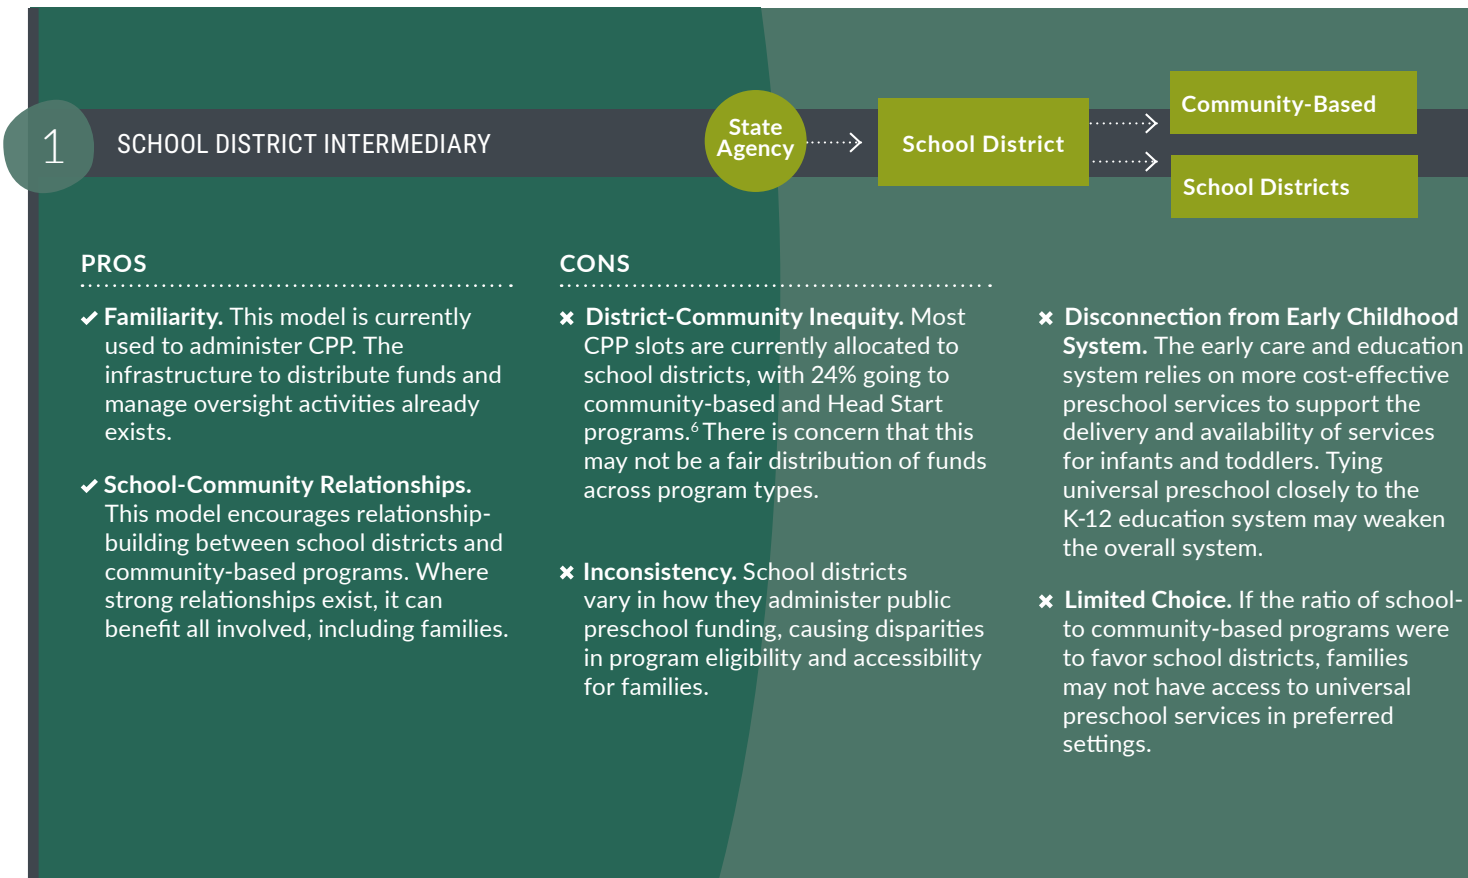 1
SCHOOL DISTRICT INTERMEDIARY
State
Agency
School District
Community-Based
School Districts
PROS
✔ Familiarity. This model is currently
used to administer CPP. The
infrastructure to distribute funds and
manage oversight activities already
exists.
✔ School-Community Relationships.
This model encourages relationship-
building between school districts and
community-based programs. Where
strong relationships exist, it can
benefit all involved, including families.
CONS
✖ District-Community Inequity. Most
CPP slots are currently allocated to
school districts, with 24% going to
community-based and Head Start
programs.⁶ There is concern that this
may not be a fair distribution of funds
across program types.
✖ Inconsistency. School districts
vary in how they administer public
preschool funding, causing disparities
in program eligibility and accessibility
for families.
✖ Disconnection from Early Childhood
System. The early care and education
system relies on more cost-effective
preschool services to support the
delivery and availability of services
for infants and toddlers. Tying
universal preschool closely to the
K-12 education system may weaken
the overall system.
✖ Limited Choice. If the ratio of school-
to community-based programs were
to favor school districts, families
may not have access to universal
preschool services in preferred
settings.